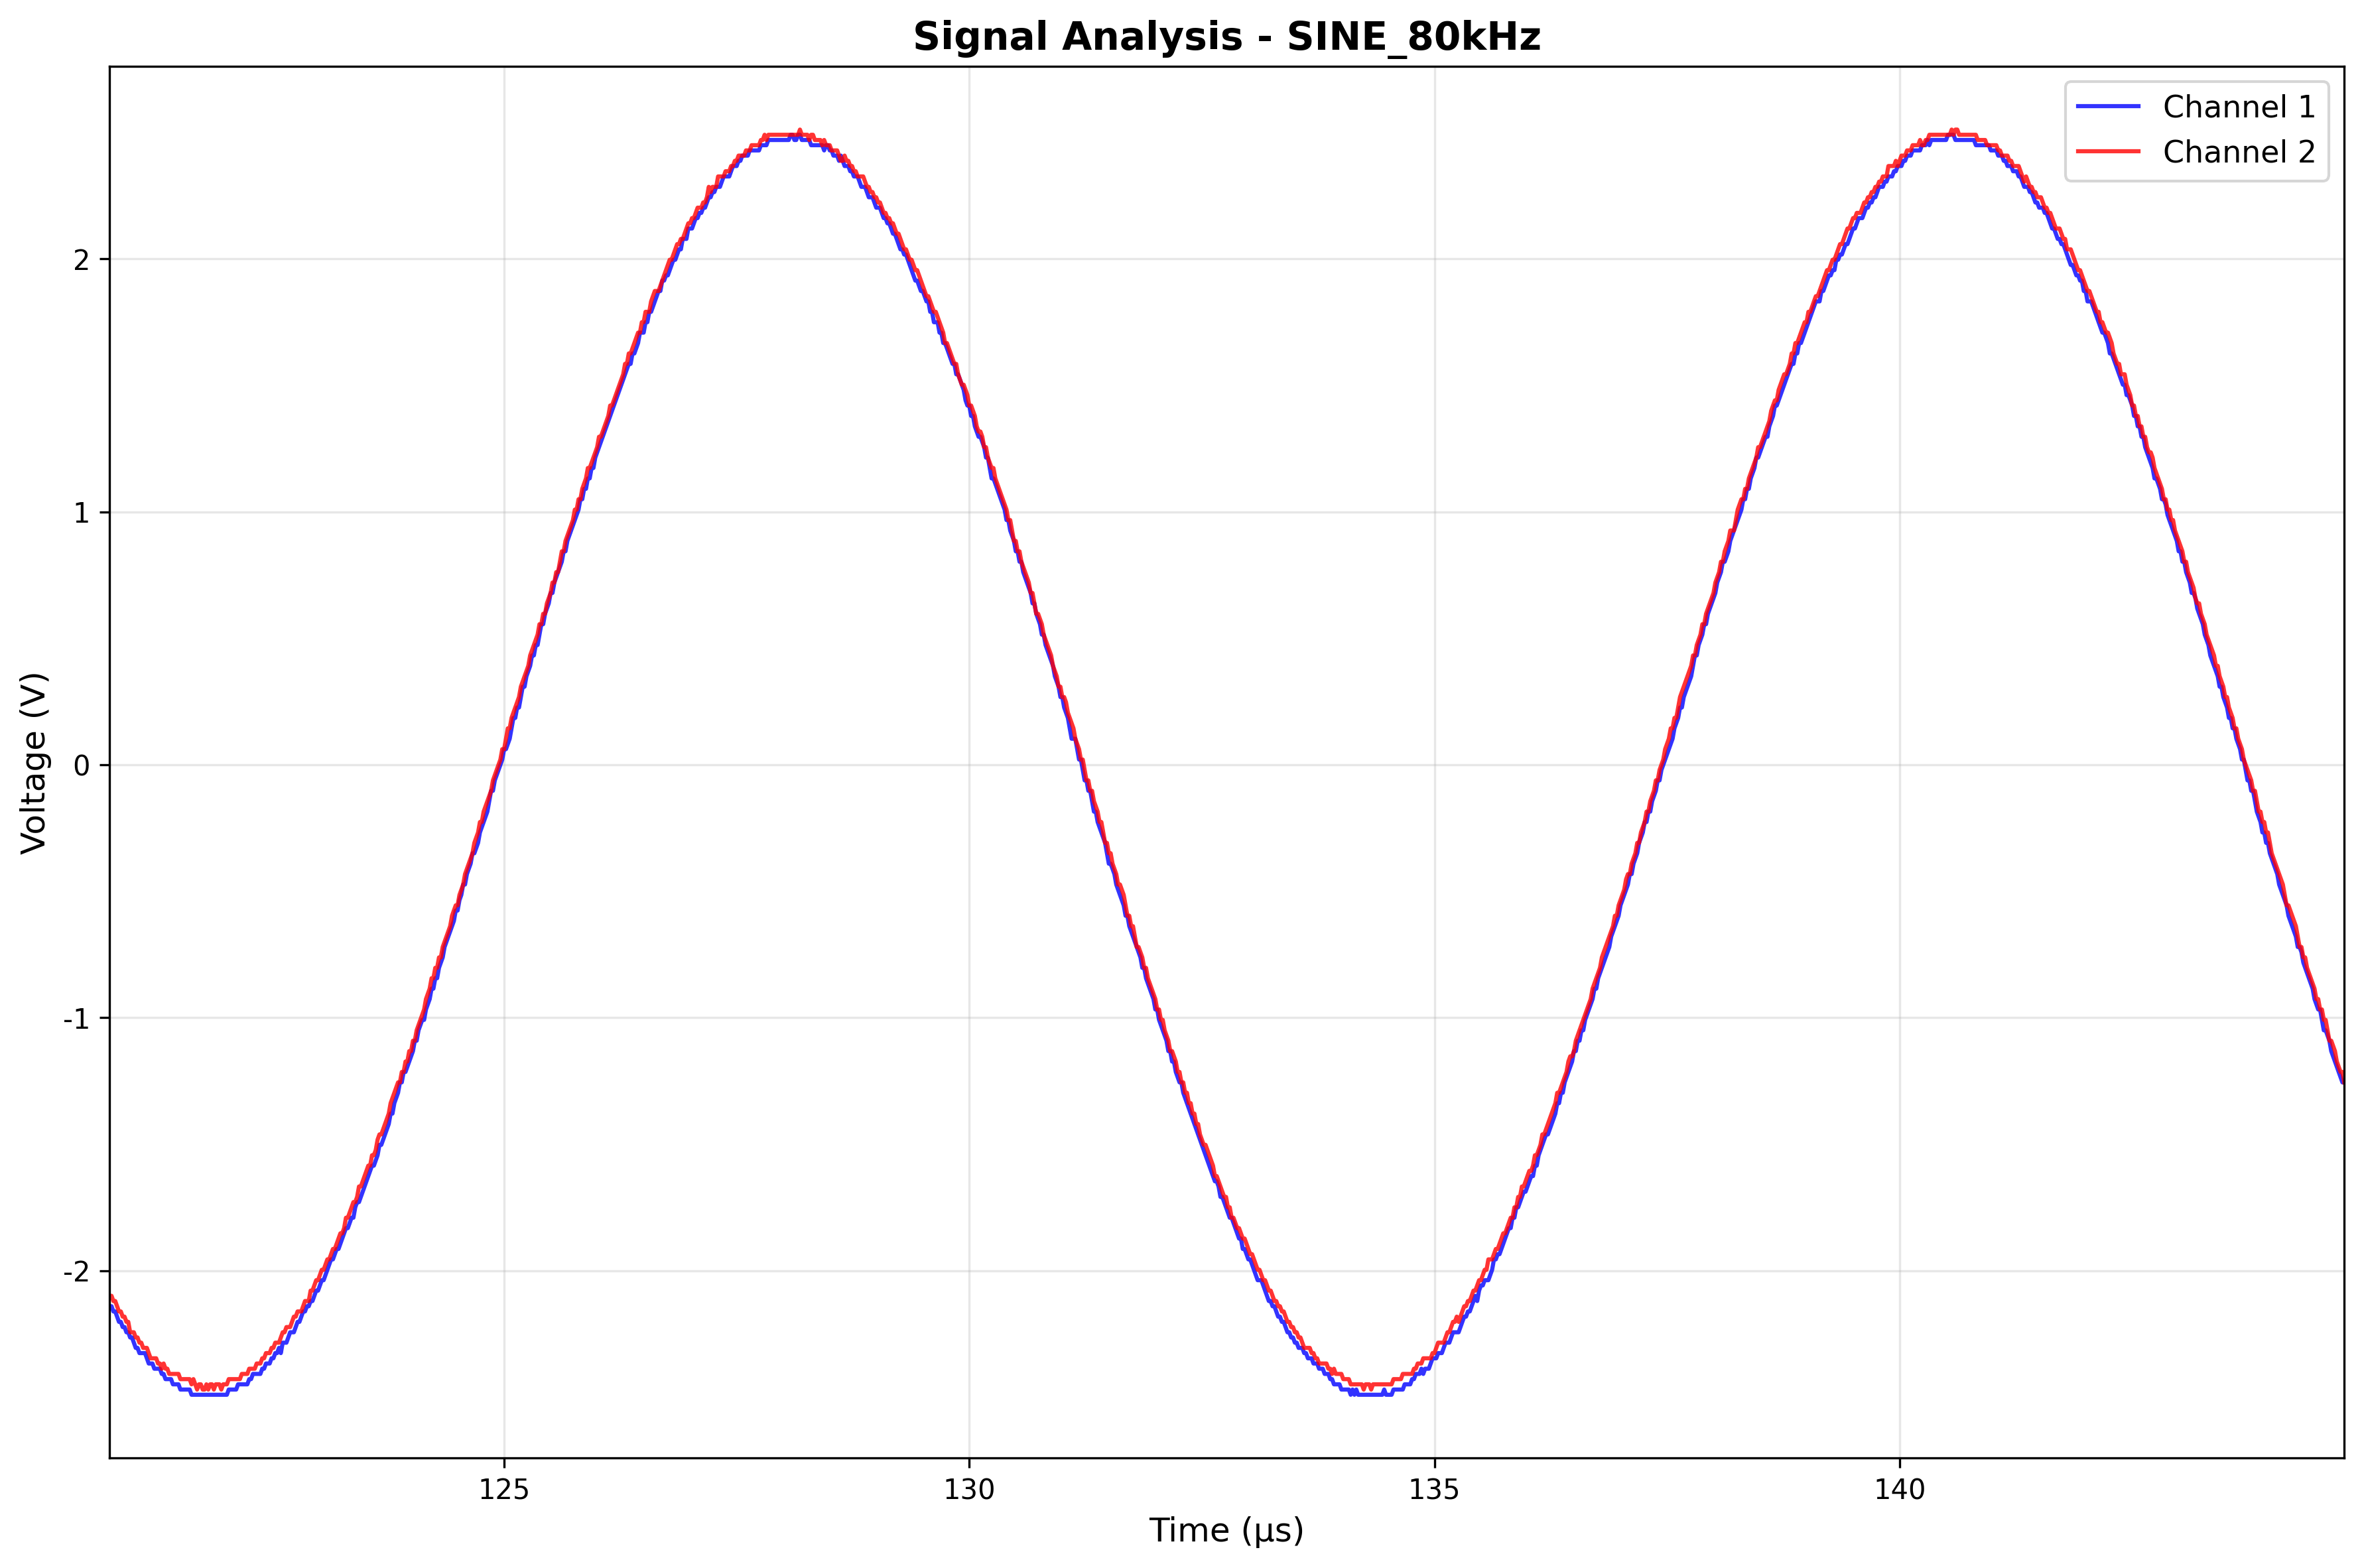 Signal Analysis - SINE_80kHz
Channel 1
Channel 2
Voltage (V)
2
1
0
-1
-2
125
130
135
140
Time (µs)